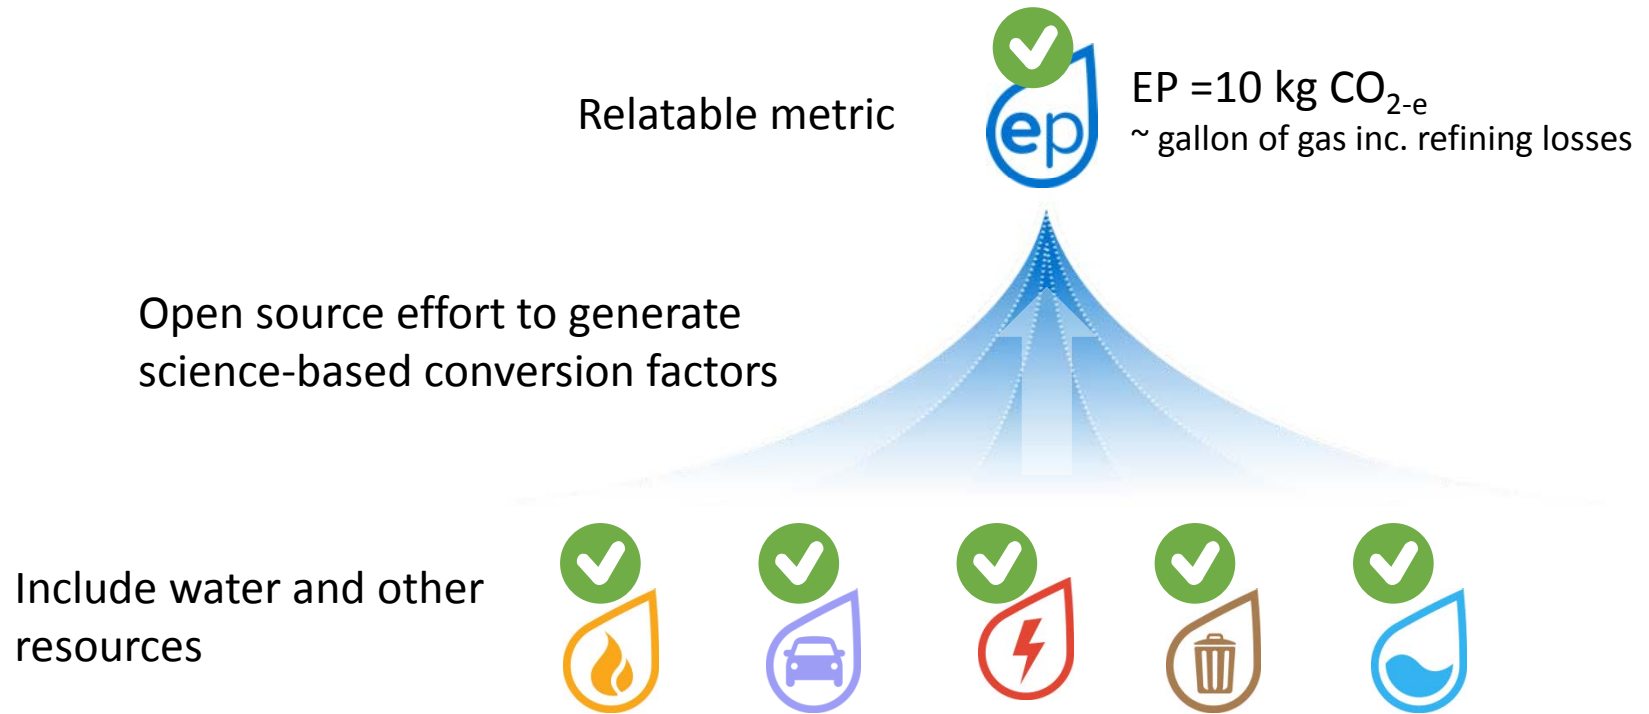 Relatable metric
ep
EP =10 kg CO₂₋ₑ
~ gallon of gas inc. refining losses
Open source effort to generate
science-based conversion factors
Include water and other
resources